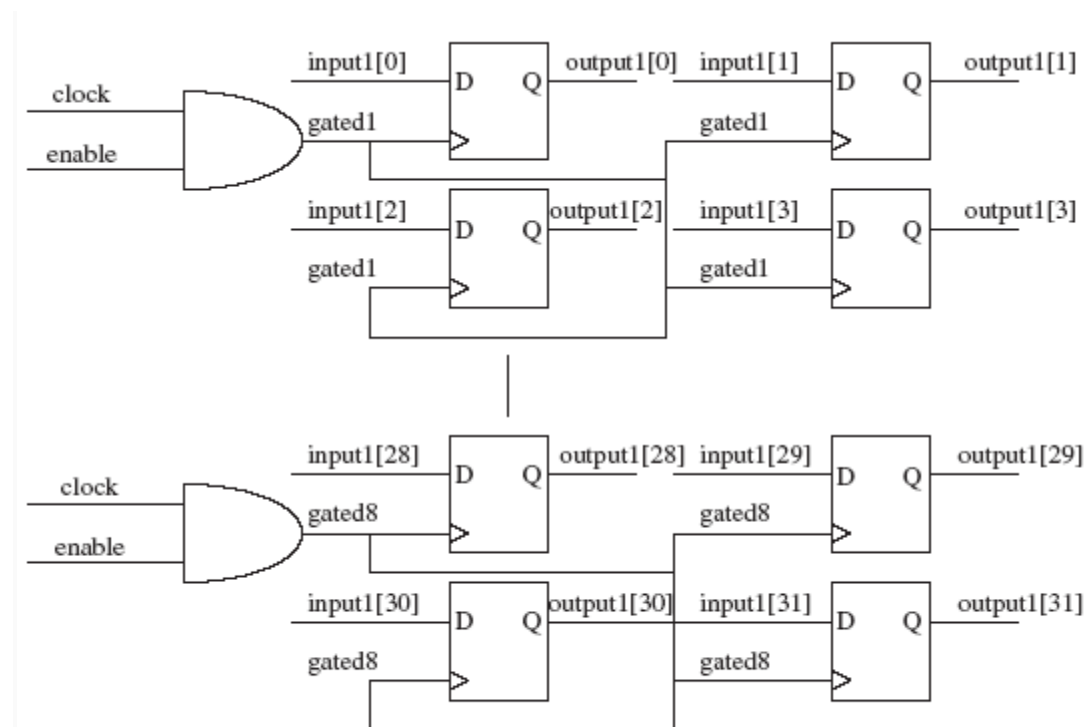 input1[0] output1[0] input1[1] output1[1]
D Q D Q
clock
gated1 gated1
enable
input1[2] output1[2] input1[3] output1[3]
D Q D Q
gated1 gated1
input1[28] output1[28] input1[29] output1[29]
D Q D Q
clock
gated8 gated8
enable
input1[30] output1[30] input1[31] output1[31]
D Q D Q
gated8 gated8